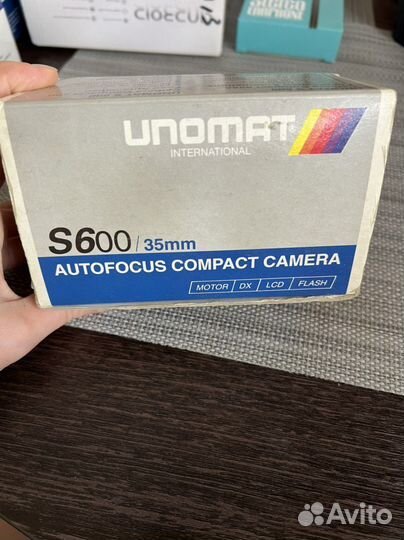 UNOMAT
INTERNATIONAL
S600/35mm
AUTOFOCUS COMPACT CAMERA
MOTOR DX LCD FLASH
Avito